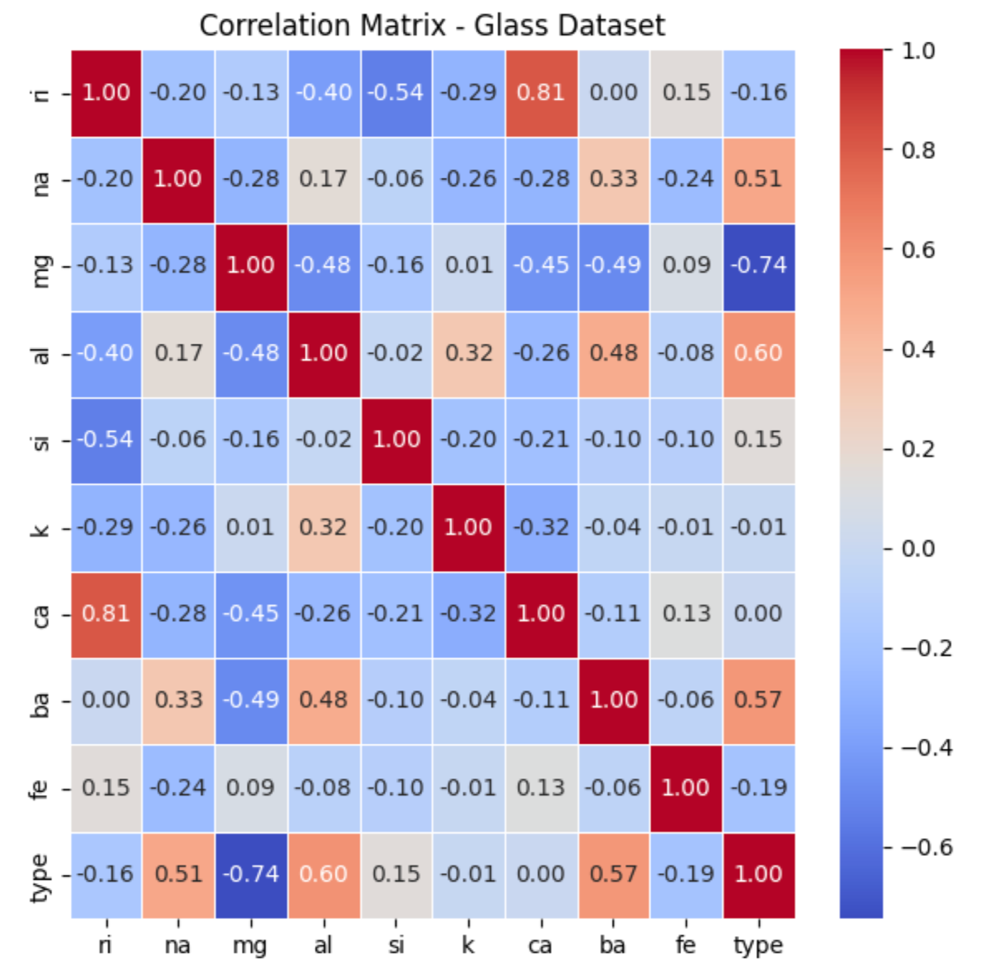 Correlation Matrix - Glass Dataset
ri 1.00 -0.20 -0.13 -0.40 -0.54 -0.29 0.81 0.00 0.15 -0.16
na -0.20 1.00 -0.28 0.17 -0.06 -0.26 -0.28 0.33 -0.24 0.51
mg -0.13 -0.28 1.00 -0.48 -0.16 0.01 -0.45 -0.49 0.09 -0.74
al -0.40 0.17 -0.48 1.00 -0.02 0.32 -0.26 0.48 -0.08 0.60
si -0.54 -0.06 -0.16 -0.02 1.00 -0.20 -0.21 -0.10 -0.10 0.15
k -0.29 -0.26 0.01 0.32 -0.20 1.00 -0.32 -0.04 -0.01 -0.01
ca 0.81 -0.28 -0.45 -0.26 -0.21 -0.32 1.00 -0.11 0.13 0.00
ba 0.00 0.33 -0.49 0.48 -0.10 -0.04 -0.11 1.00 -0.06 0.57
fe 0.15 -0.24 0.09 -0.08 -0.10 -0.01 0.13 -0.06 1.00 -0.19
type -0.16 0.51 -0.74 0.60 0.15 -0.01 0.00 0.57 -0.19 1.00
ri na mg al si k ca ba fe type
1.0
0.8
0.6
0.4
0.2
0.0
−0.2
−0.4
−0.6